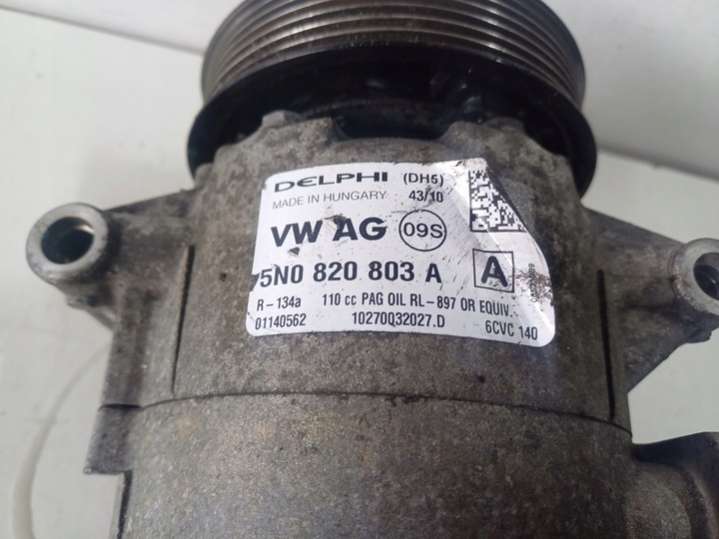 DELPHI (DH5)
MADE IN HUNGARY 43/10
VW AG 09S
5N0 820 803 A A
R-134a 110 cc PAG OIL RL-897 OR EQUIV.
01140562 10270032027.D 6CVC 140